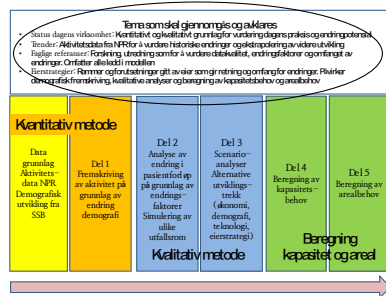 Tema som skal gjennomgås og avklares
• Status dagens virksomhet: Kvantitativt og kvalitativt grunnlag for vurdering dagens praksis og endringspotensial
• Trender: Aktivitetsdata fra NPR for å vurdere historiske endringer og ekstrapolering av videre utvikling
• Faglige referanser: Forskning, utredning som for å vurdere datakvalitet, endringsfaktorer og omfanget av
endringer. Omfatter alle ledd i modellen
• Eierstrategier: Rammer og forutsetninger gitt av eier som gir retning og omfang for endringer. Påvirker
demografisk framskriving, kvalitative analyser og beregning av kapasitetsbehov og arealbehov
Kvantitativ metode
Data
grunnlag
Aktivitets-
data NPR
Demografisk
utvikling fra
SSB
Del 1
Fremskriving
av aktivitet på
grunnlag av
endring
demografi
Del 2
Analyse av
endring i
pasientforløp
på grunnlag av
endrings-
faktorer
Simulering av
ulike
utfallsrom
Del 3
Scenario-
analyser
Alternative
utviklings-
trekk
(økonomi,
demografi,
teknologi,
eierstrategi)
Kvalitativ metode
Del 4
Beregning av
kapasitets-
behov
Del 5
Beregning av
arealbehov
Beregning
kapasitet og areal